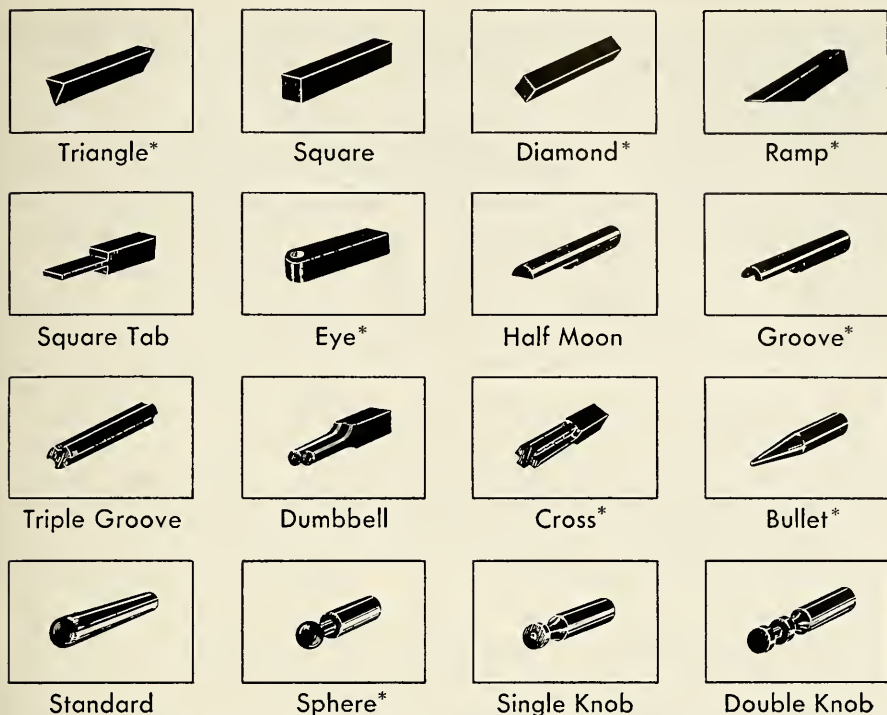 Triangle* Square Diamond* Ramp*
Square Tab Eye* Half Moon Groove*
Triple Groove Dumbbell Cross* Bullet*
Standard Sphere* Single Knob Double Knob